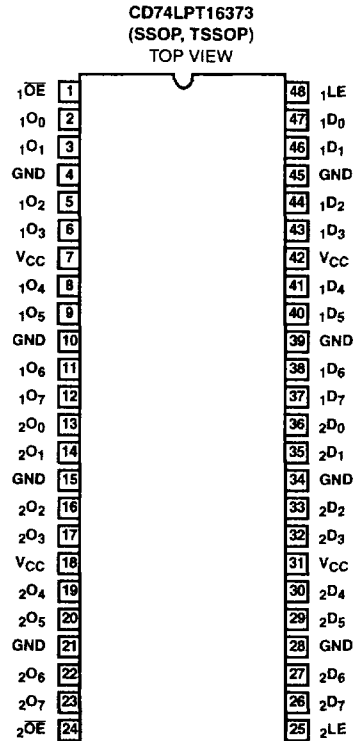 CD74LPT16373
(SSOP, TSSOP)
TOP VIEW
1OE 1 48 1LE
1O0 2 47 1D0
1O1 3 46 1D1
GND 4 45 GND
1O2 5 44 1D2
1O3 6 43 1D3
VCC 7 42 VCC
1O4 8 41 1D4
1O5 9 40 1D5
GND 10 39 GND
1O6 11 38 1D6
1O7 12 37 1D7
2O0 13 36 2D0
2O1 14 35 2D1
GND 15 34 GND
2O2 16 33 2D2
2O3 17 32 2D3
VCC 18 31 VCC
2O4 19 30 2D4
2O5 20 29 2D5
GND 21 28 GND
2O6 22 27 2D6
2O7 23 26 2D7
2OE 24 25 2LE